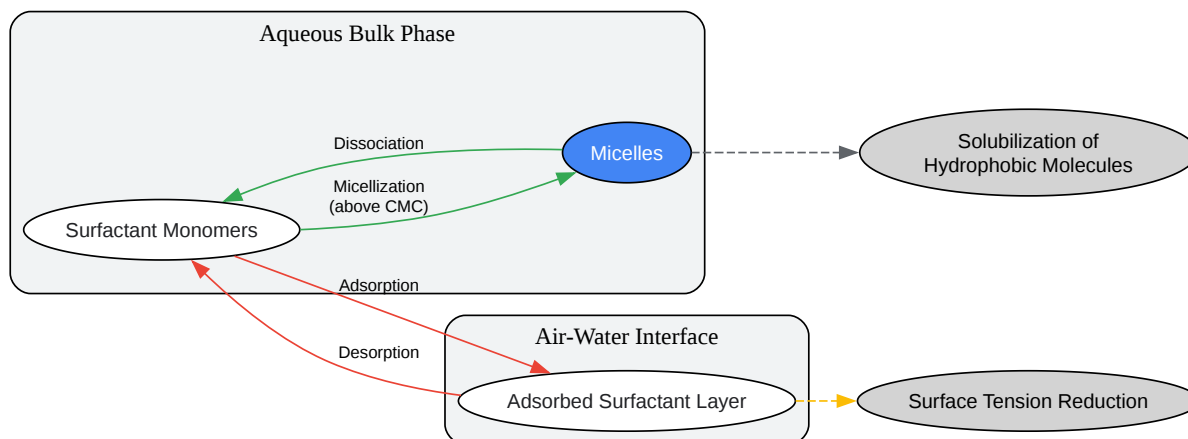 Aqueous Bulk Phase
Dissociation
Micelles
Solubilization of
Hydrophobic Molecules
Micellization
(above CMC)
Surfactant Monomers
Adsorption
Air-Water Interface
Desorption
Adsorbed Surfactant Layer
Surface Tension Reduction